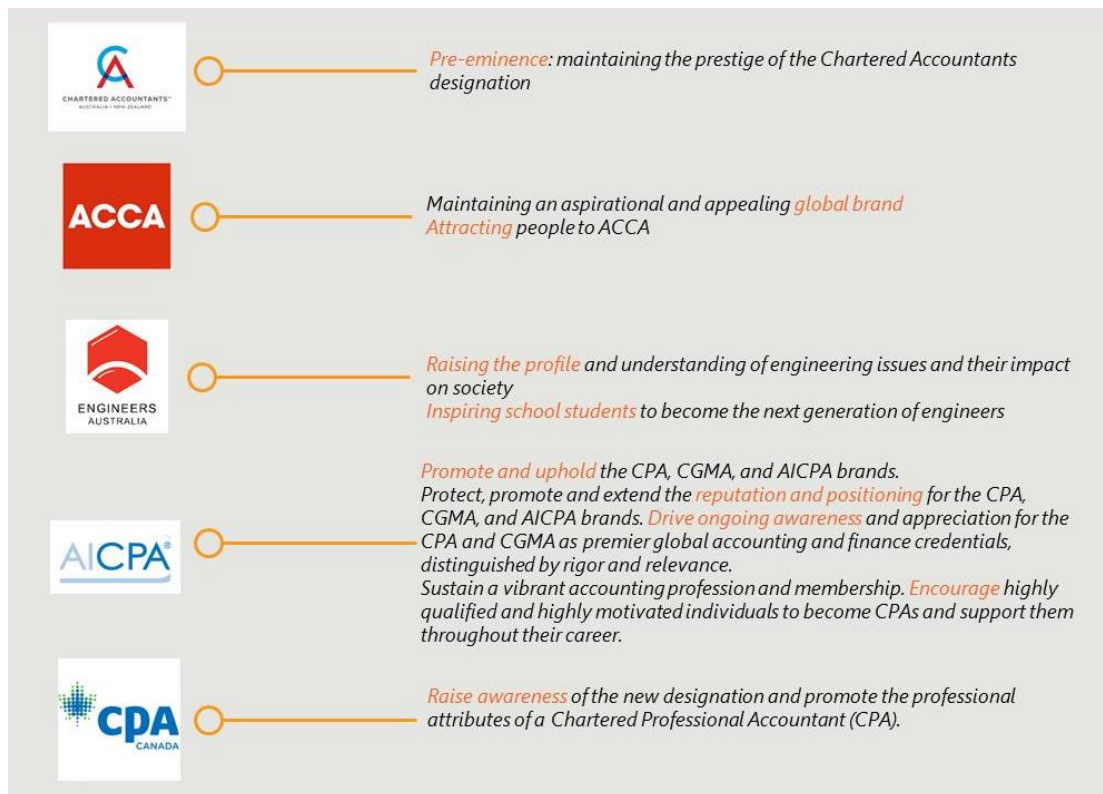 CHARTERED ACCOUNTANTS™
AUSTRALIA + NEW ZEALAND
Pre-eminence: maintaining the prestige of the Chartered Accountants
designation
ACCA
Maintaining an aspirational and appealing global brand
Attracting people to ACCA
ENGINEERS
AUSTRALIA
Raising the profile and understanding of engineering issues and their impact
on society
Inspiring school students to become the next generation of engineers
AICPA®
Promote and uphold the CPA, CGMA, and AICPA brands.
Protect, promote and extend the reputation and positioning for the CPA,
CGMA, and AICPA brands. Drive ongoing awareness and appreciation for the
CPA and CGMA as premier global accounting and finance credentials,
distinguished by rigor and relevance.
Sustain a vibrant accounting profession and membership. Encourage highly
qualified and highly motivated individuals to become CPAs and support them
throughout their career.
CPA
CANADA
Raise awareness of the new designation and promote the professional
attributes of a Chartered Professional Accountant (CPA).